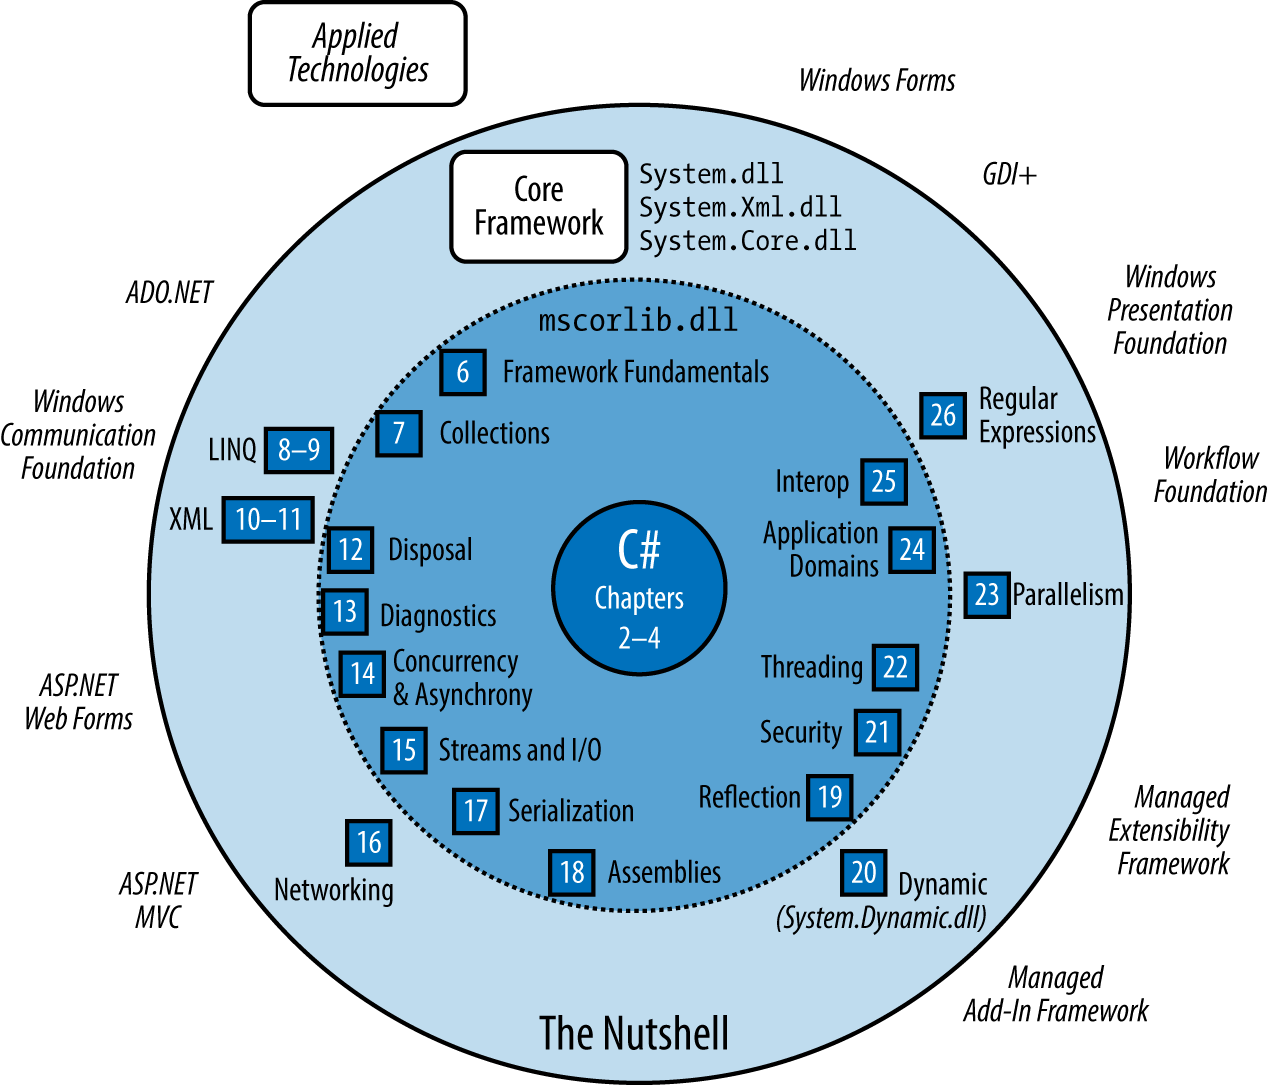 Applied
Technologies
Windows Forms
GDI+
Core
Framework
System.dll
System.Xml.dll
System.Core.dll
ADO.NET
Windows
Presentation
Foundation
mscorlib.dll
6 Framework Fundamentals
7 Collections
Windows
Communication
Foundation
LINQ 8–9
XML 10–11
26 Regular
Expressions
Workflow
Foundation
Interop 25
12 Disposal
Application
Domains 24
C#
Chapters
2–4
13 Diagnostics
23 Parallelism
14 Concurrency
& Asynchrony
Threading 22
ASP.NET
Web Forms
15 Streams and I/O
Security 21
17 Serialization
Reflection 19
Managed
Extensibility
Framework
16
Networking
18 Assemblies
20 Dynamic
(System.Dynamic.dll)
ASP.NET
MVC
Managed
Add-In Framework
The Nutshell